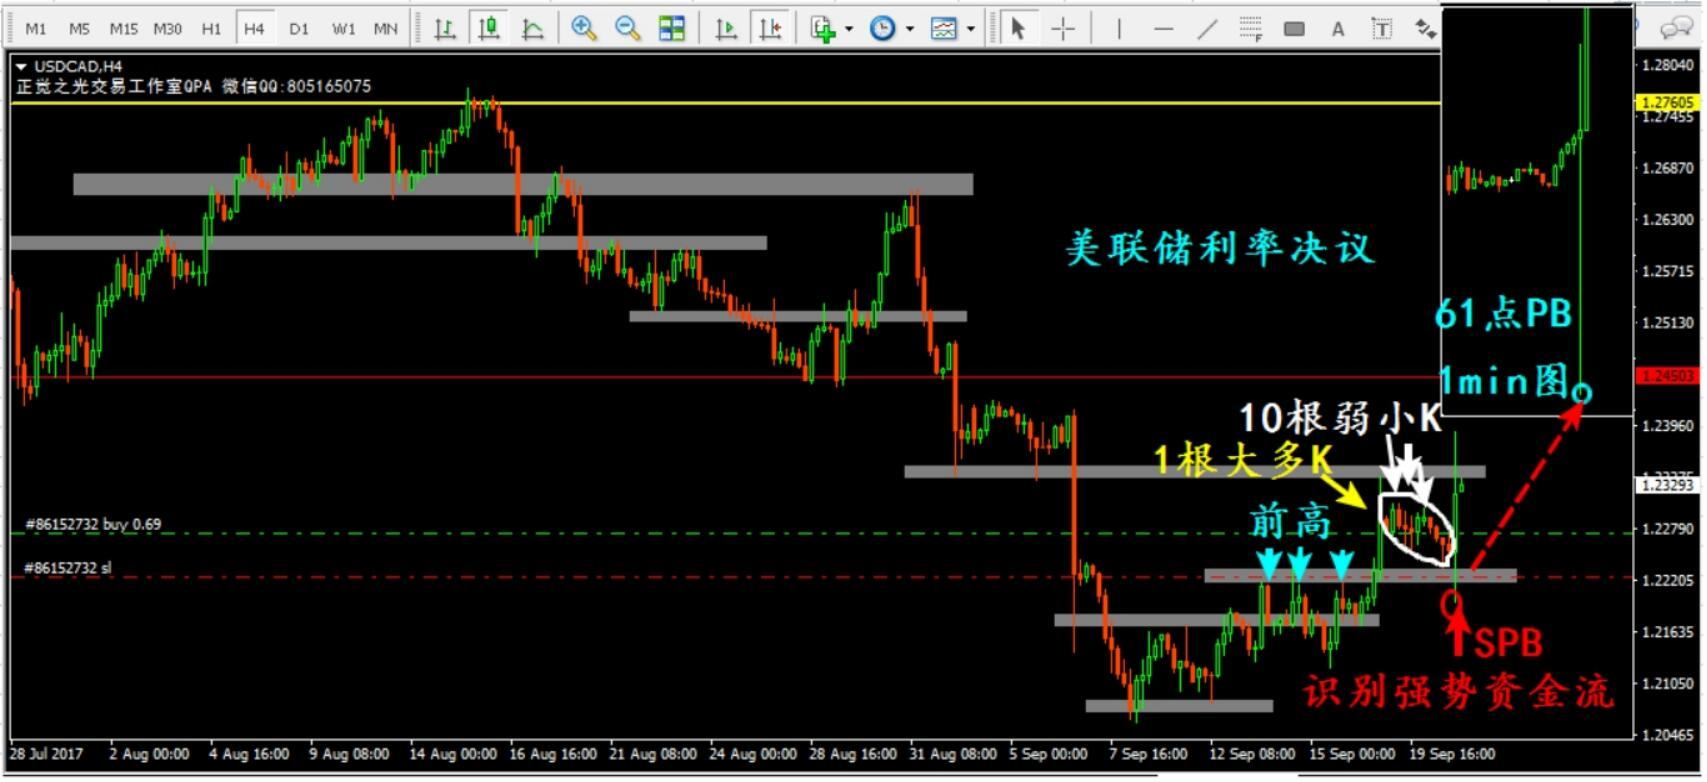 M1 M5 M15 M30 H1 H4 D1 W1 MN A T F
USDCAD,H4
正觉之光交易工作室QPA 微信QQ:805165075
1.28040
1.27605
1.27455
1.26870
1.26300
1.25715
1.25130
1.24503
1.23960
1.23293
1.22790
1.22205
1.21635
1.21050
1.20465
美联储利率决议
61点PB
1min图
10根弱小K
1根大多K
前高
#86152732 buy 0.69
#86152732 sl
SPB
识别强势资金流
28 Jul 2017 2 Aug 00:00 4 Aug 16:00 9 Aug 08:00 14 Aug 00:00 16 Aug 16:00 21 Aug 08:00 24 Aug 00:00 28 Aug 16:00 31 Aug 08:00 5 Sep 00:00 7 Sep 16:00 12 Sep 08:00 15 Sep 00:00 19 Sep 16:00